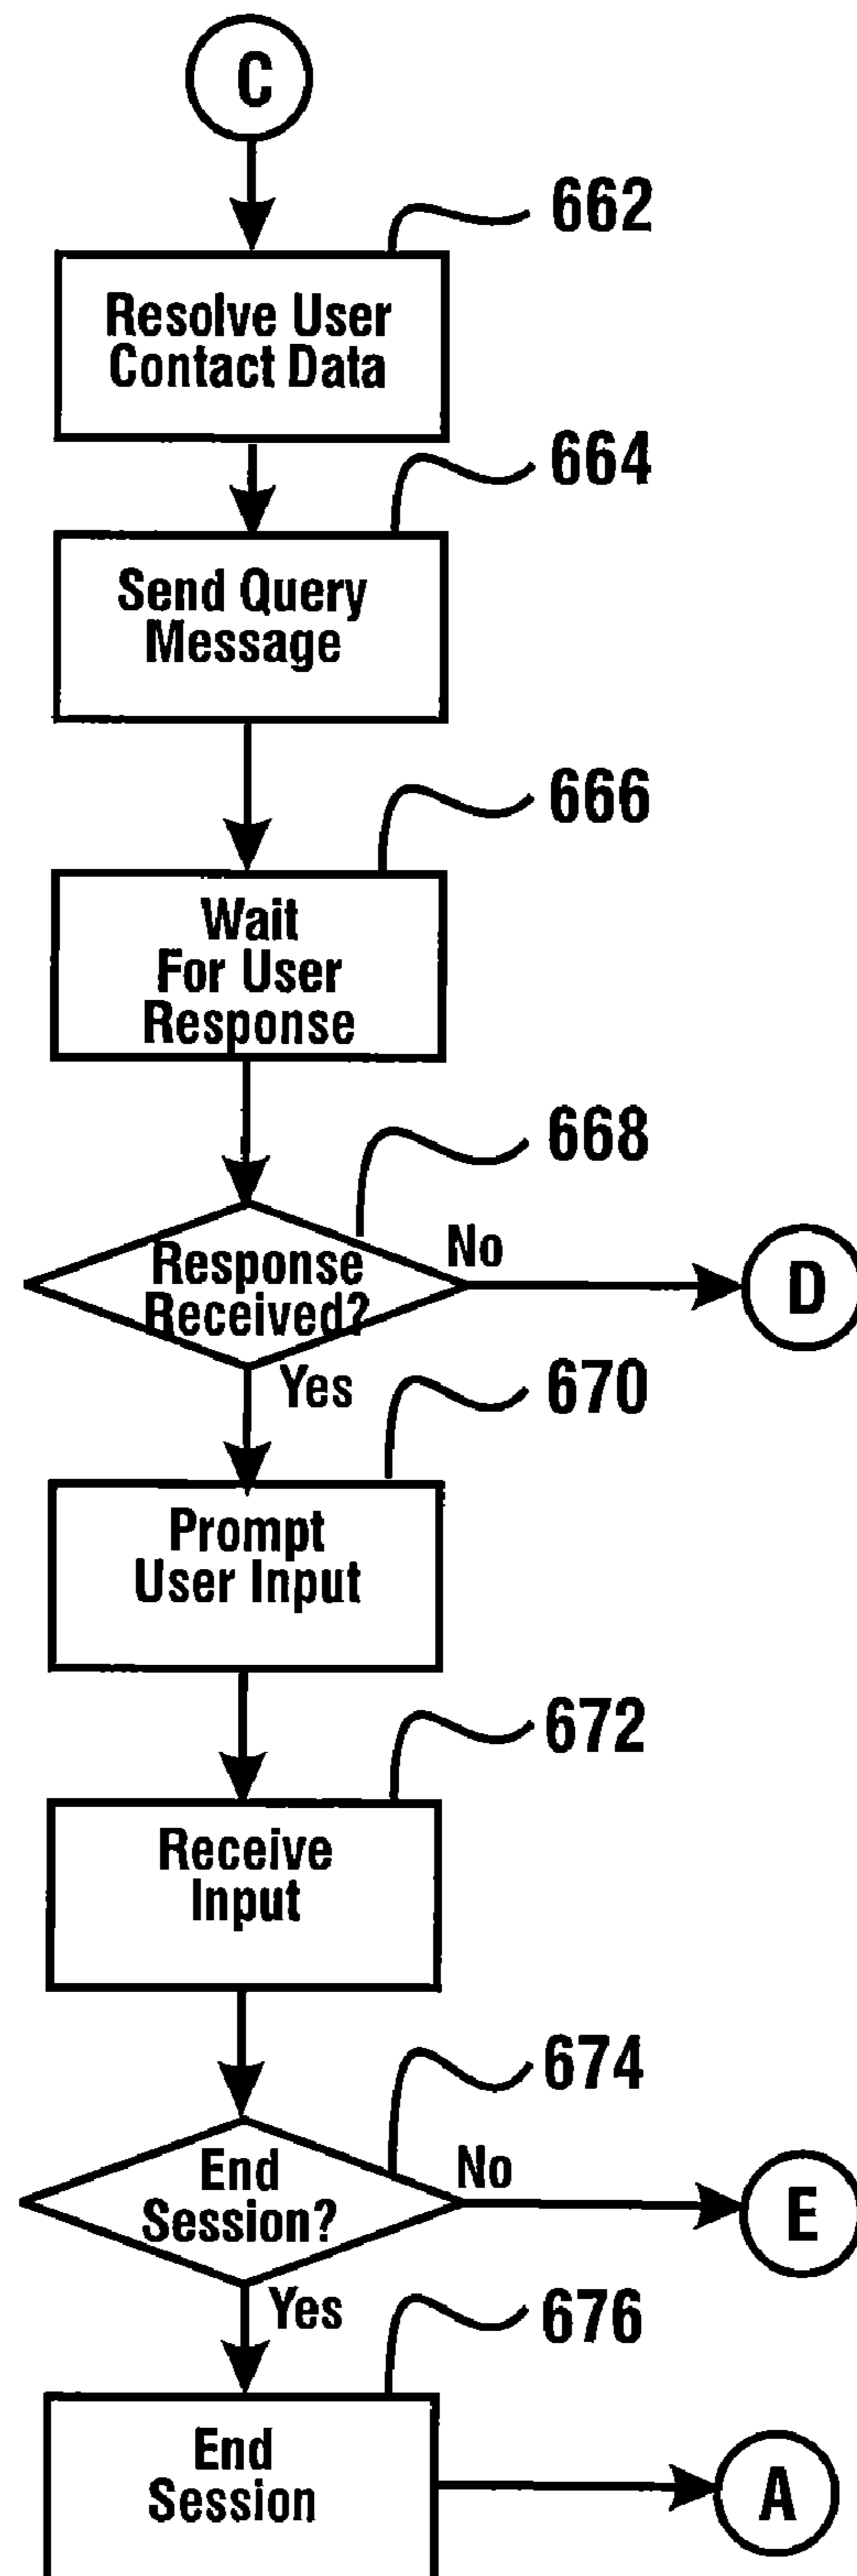 C
662
Resolve User
Contact Data
664
Send Query
Message
666
Wait
For User
Response
668
Response
Received?
No
D
Yes
670
Prompt
User Input
672
Receive
Input
674
End
Session?
No
E
Yes
676
End
Session
A